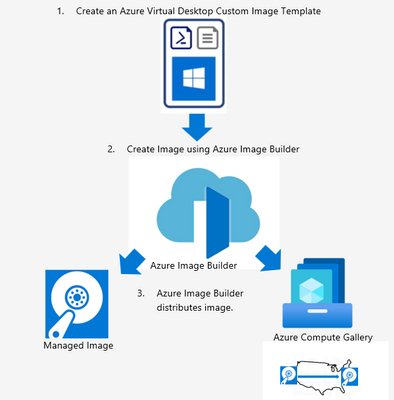 1. Create an Azure Virtual Desktop Custom Image Template
2. Create Image using Azure Image Builder
Azure Image Builder
3. Azure Image Builder
distributes image.
Managed Image
Azure Compute Gallery